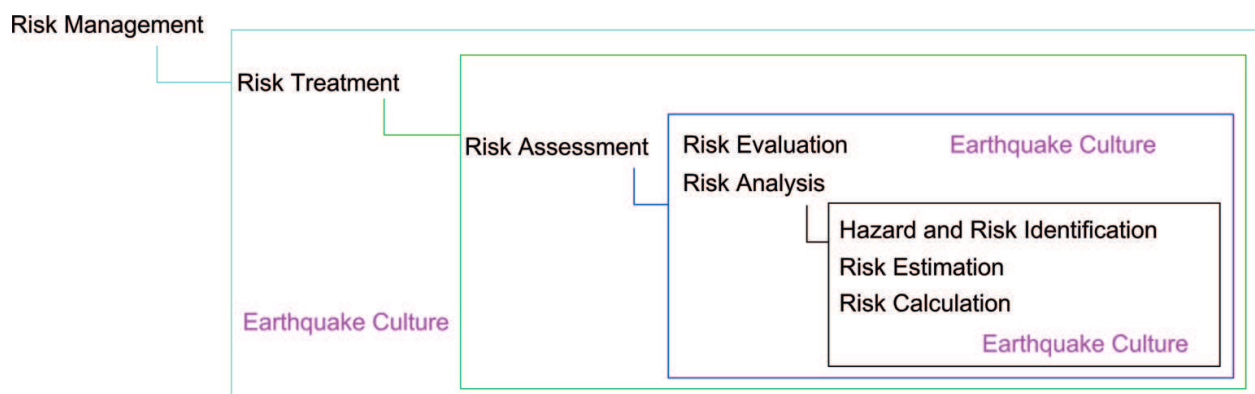 Risk Management
Risk Treatment
Risk Assessment
Risk Evaluation
Earthquake Culture
Risk Analysis
Hazard and Risk Identification
Risk Estimation
Risk Calculation
Earthquake Culture
Earthquake Culture